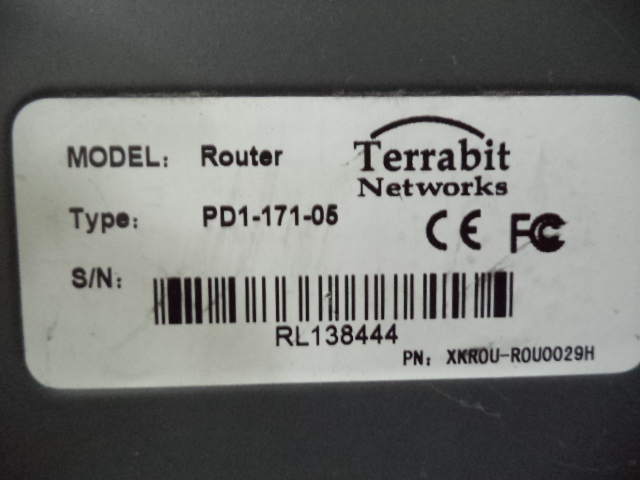 MODEL: Router
Terrabit
Networks
Type: PD1-171-05
CE FC
S/N:
RL138444
PN: XKROU-ROU0029H